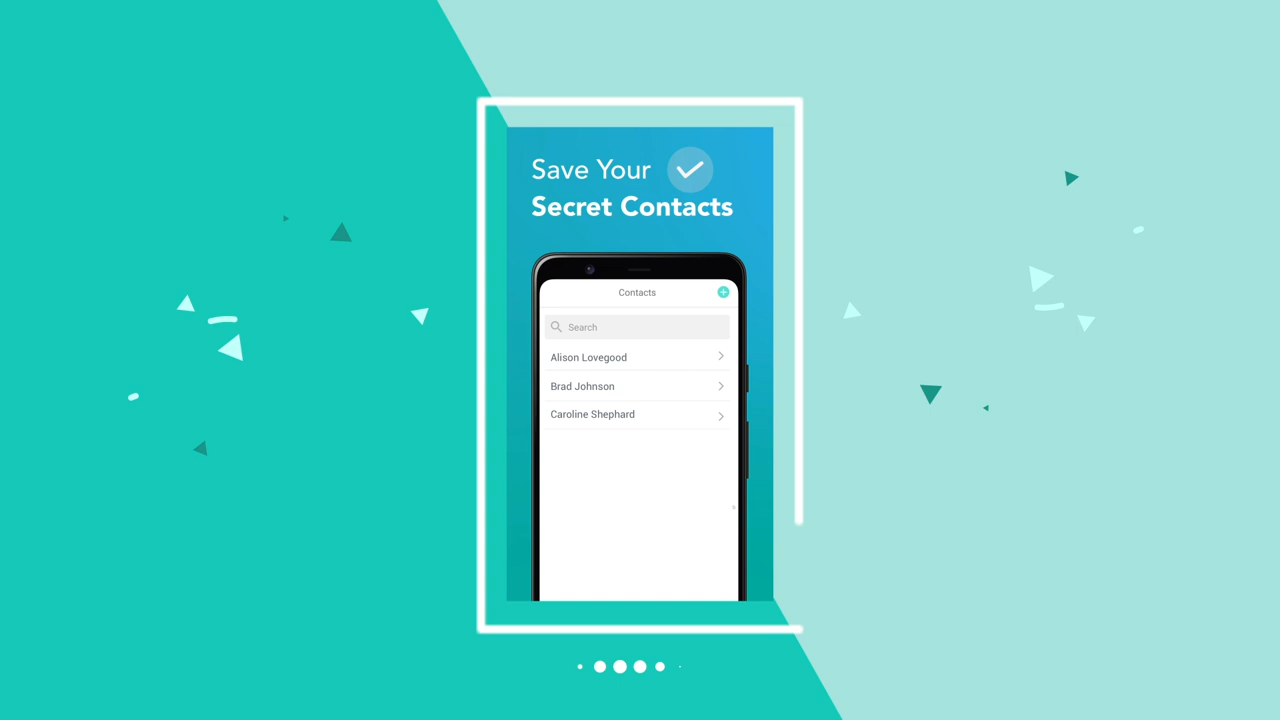 Save Your
Secret Contacts
Contacts
Search
Alison Lovegood
Brad Johnson
Caroline Shephard